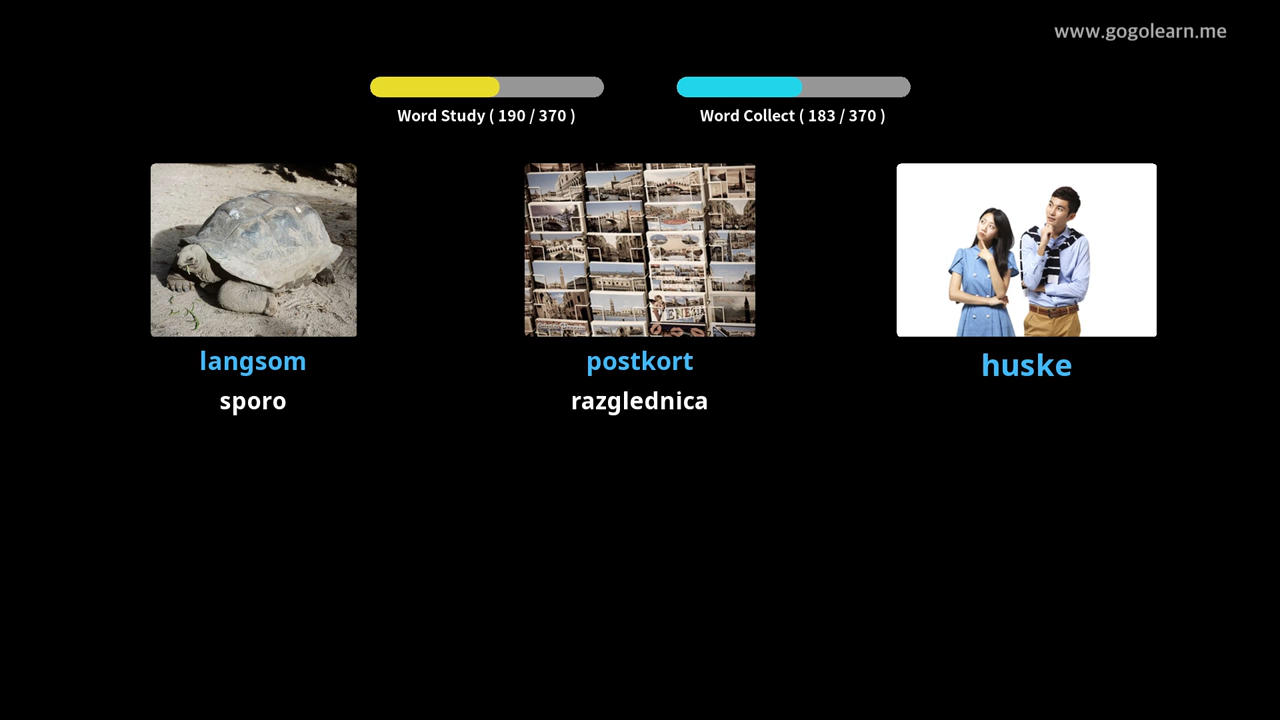 www.gogolearn.me
Word Study ( 190 / 370 )
Word Collect ( 183 / 370 )
langsom
postkort
huske
sporo
razglednica